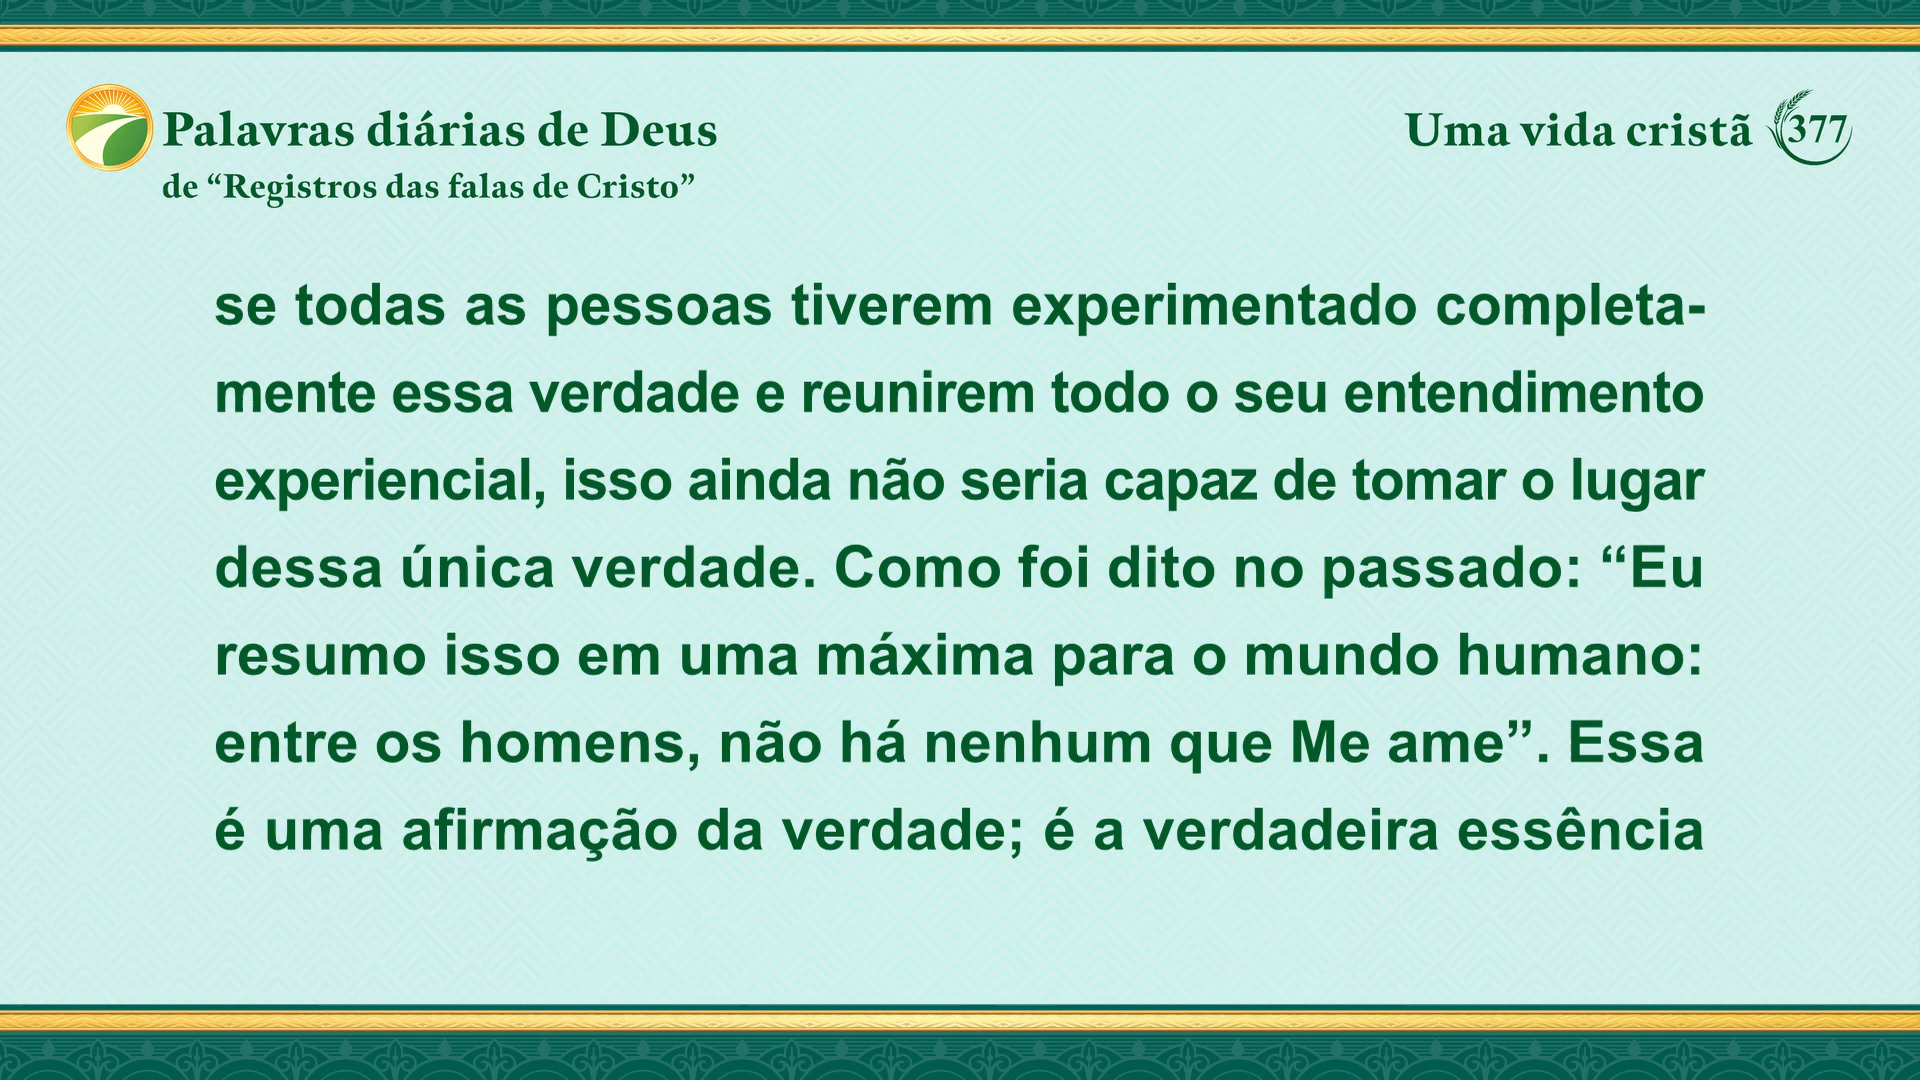 Palavras diárias de Deus
de “Registros das falas de Cristo”
Uma vida cristã 377
se todas as pessoas tiverem experimentado completa-
mente essa verdade e reunirem todo o seu entendimento
experiencial, isso ainda não seria capaz de tomar o lugar
dessa única verdade. Como foi dito no passado: “Eu
resumo isso em uma máxima para o mundo humano:
entre os homens, não há nenhum que Me ame”. Essa
é uma afirmação da verdade; é a verdadeira essência